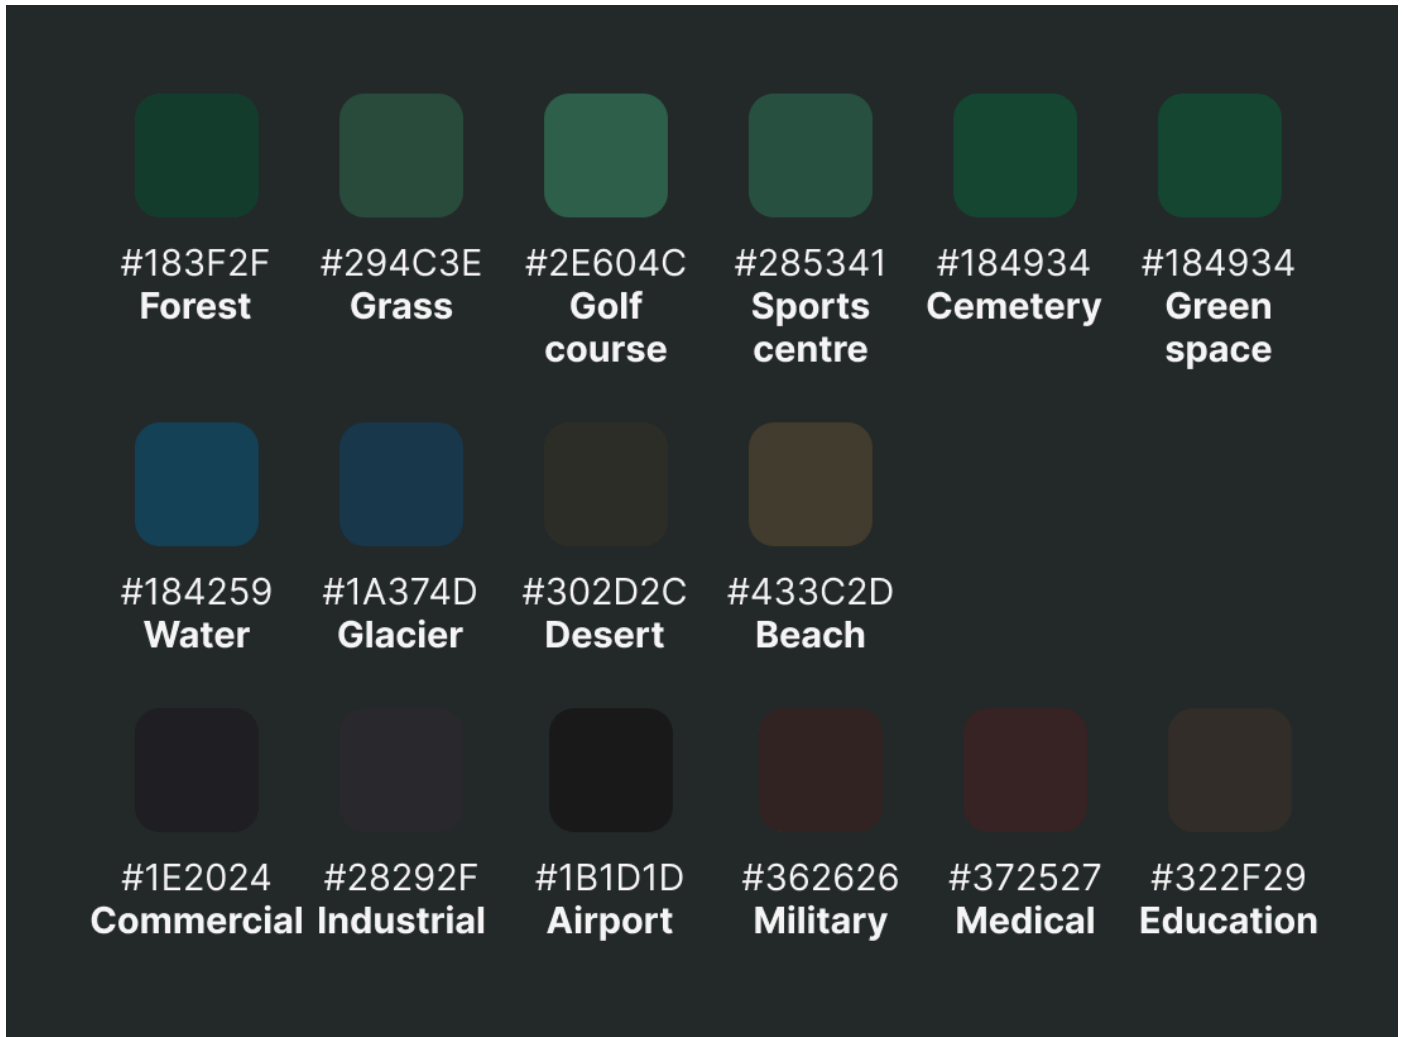 #183F2F #294C3E #2E604C #285341 #184934 #184934
Forest Grass Golf Sports Cemetery Green
course centre space
#184259 #1A374D #302D2C #433C2D
Water Glacier Desert Beach
#1E2024 #28292F #1B1D1D #362626 #372527 #322F29
Commercial Industrial Airport Military Medical Education